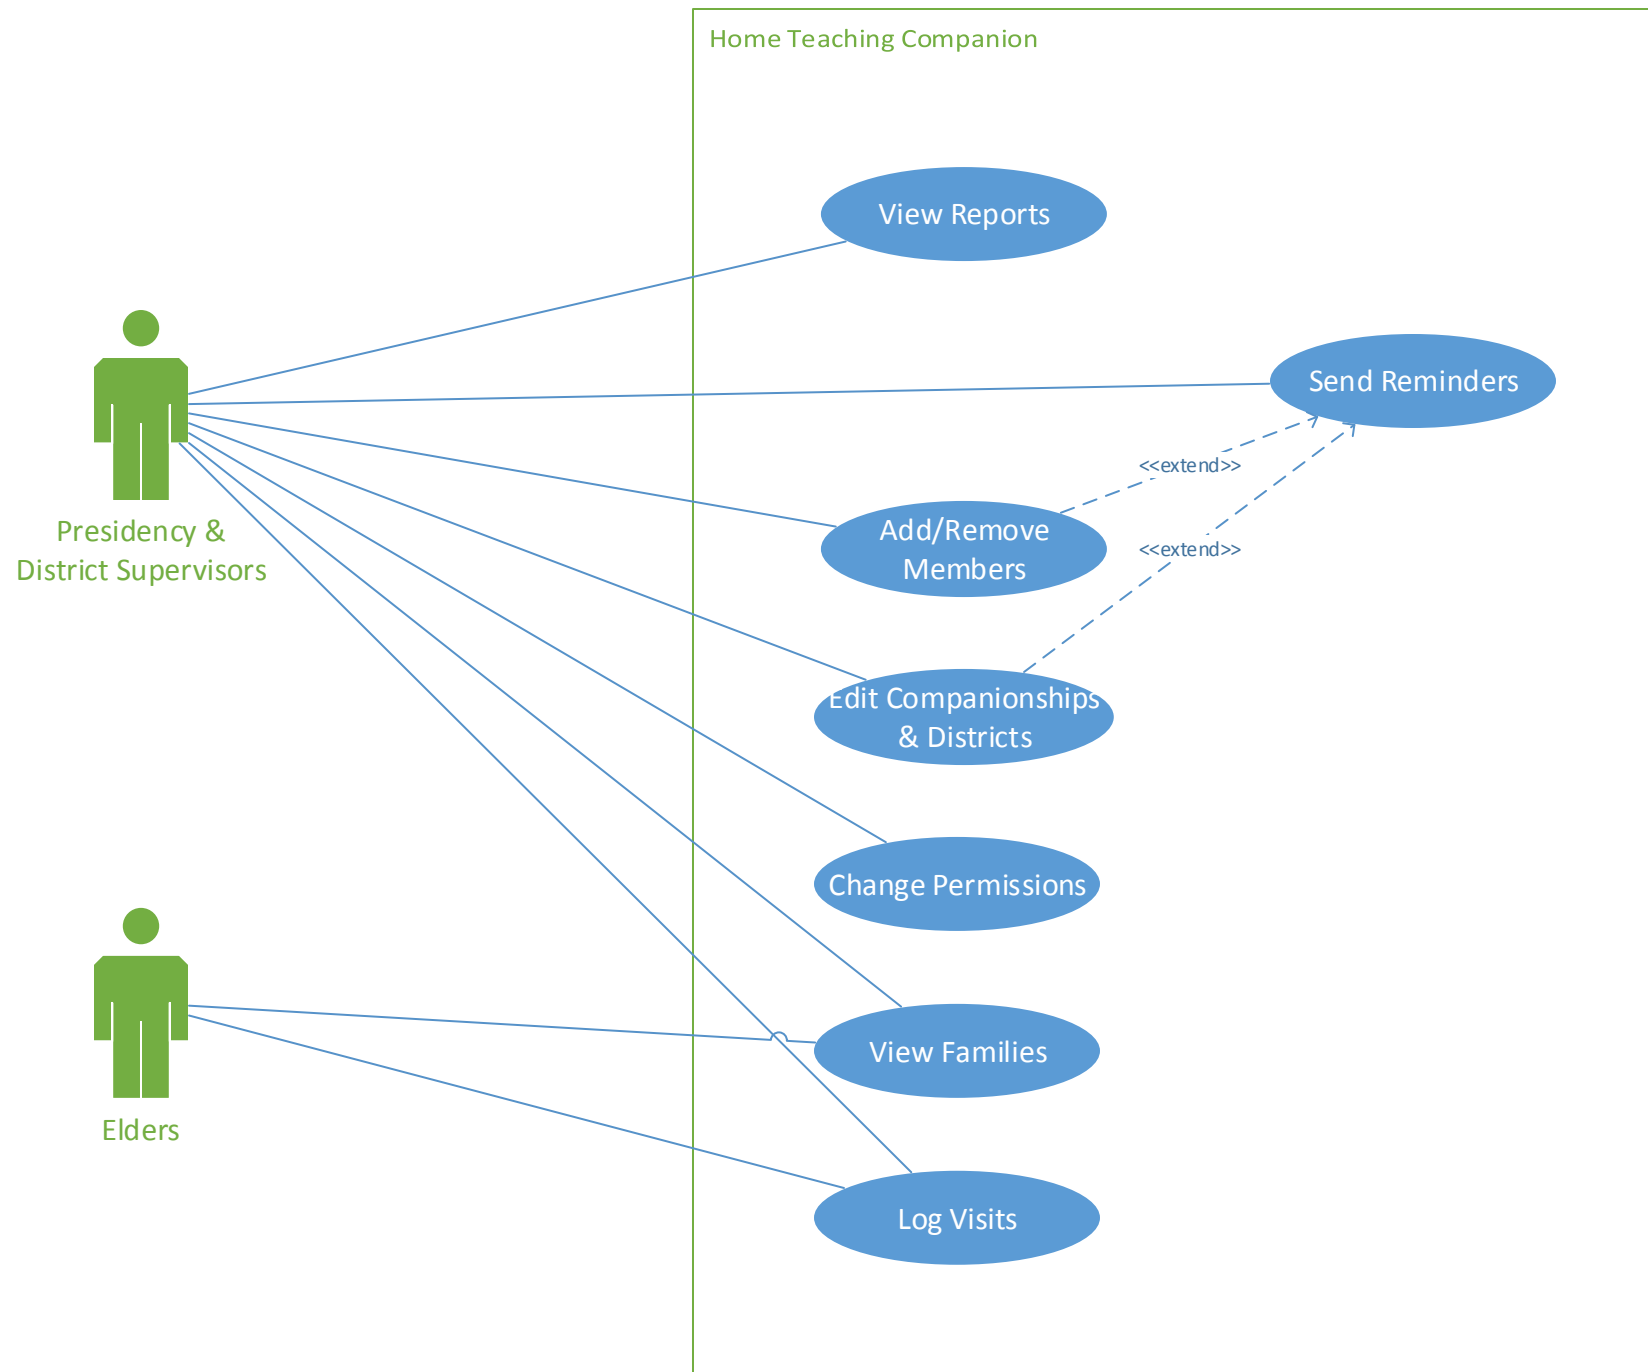 Home Teaching Companion
View Reports
Send Reminders
<<extend>>
Presidency &
District Supervisors
Add/Remove
Members
<<extend>>
Edit Companionships
& Districts
Change Permissions
View Families
Elders
Log Visits